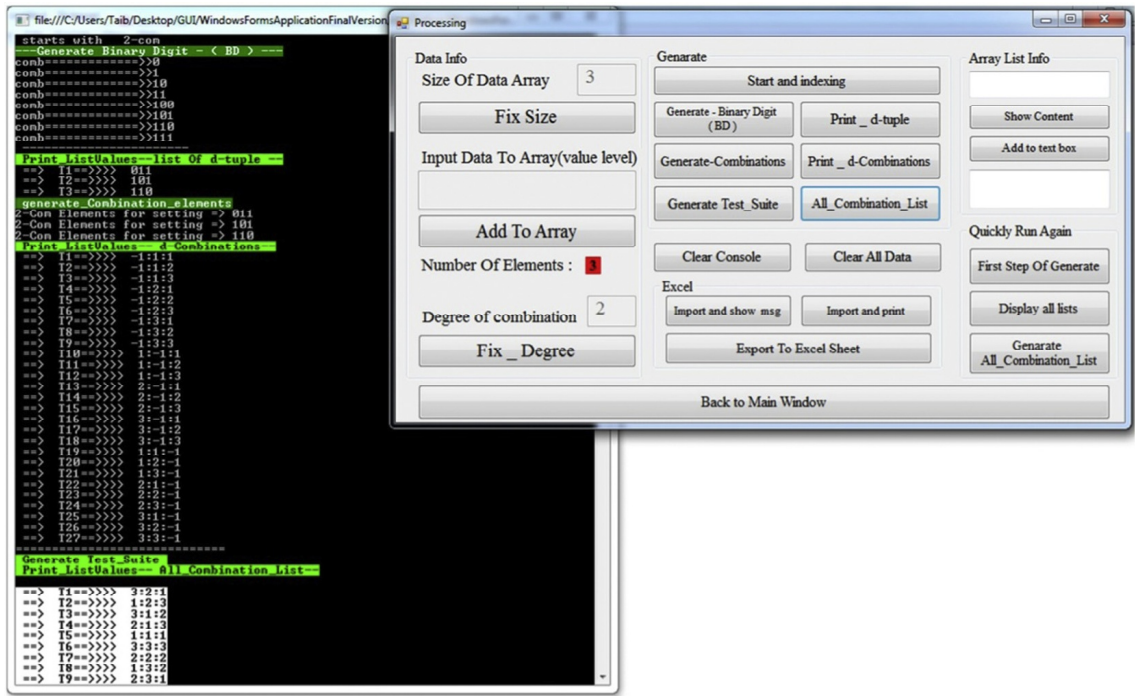 file:///C:/Users/Taib/Desktop/GUI/WindowsFormsApplicationFinalVersion
starts with 2-com
---Generate Binary Digit - ( BD ) ---
comb=============>>0
comb=============>>1
comb=============>>10
comb=============>>11
comb=============>>100
comb=============>>101
comb=============>>110
comb=============>>111
-----------------------
Print_ListValues--list Of d-tuple --
==> T1==>>>> 011
==> T2==>>>> 101
==> T3==>>>> 110
generate_Combination_elements
2-Com Elements for setting => 011
2-Com Elements for setting => 101
2-Com Elements for setting => 110
Print_ListValues-- d-Combinations--
==> T1==>>>> -1:1:1
==> T2==>>>> -1:1:2
==> T3==>>>> -1:1:3
==> T4==>>>> -1:2:1
==> T5==>>>> -1:2:2
==> T6==>>>> -1:2:3
==> T7==>>>> -1:3:1
==> T8==>>>> -1:3:2
==> T9==>>>> -1:3:3
==> T10==>>>> 1:-1:1
==> T11==>>>> 1:-1:2
==> T12==>>>> 1:-1:3
==> T13==>>>> 2:-1:1
==> T14==>>>> 2:-1:2
==> T15==>>>> 2:-1:3
==> T16==>>>> 3:-1:1
==> T17==>>>> 3:-1:2
==> T18==>>>> 3:-1:3
==> T19==>>>> 1:1:-1
==> T20==>>>> 1:2:-1
==> T21==>>>> 1:3:-1
==> T22==>>>> 2:1:-1
==> T23==>>>> 2:2:-1
==> T24==>>>> 2:3:-1
==> T25==>>>> 3:1:-1
==> T26==>>>> 3:2:-1
==> T27==>>>> 3:3:-1
=============================
Generate Test_Suite
Print_ListValues-- All_Combination_List--
==> T1==>>>> 3:2:1
==> T2==>>>> 1:2:3
==> T3==>>>> 3:1:2
==> T4==>>>> 2:1:3
==> T5==>>>> 1:1:1
==> T6==>>>> 3:3:3
==> T7==>>>> 2:2:2
==> T8==>>>> 1:3:2
==> T9==>>>> 2:3:1
Processing
Data Info
Size Of Data Array 3
Fix Size
Input Data To Array(value level)
Add To Array
Number Of Elements : 3
Degree of combination 2
Fix _ Degree
Genarate
Start and indexing
Generate - Binary Digit
(BD)
Print _ d-tuple
Generate-Combinations
Print _ d-Combinations
Generate Test_Suite
All_Combination_List
Clear Console
Clear All Data
Excel
Import and show msg
Import and print
Export To Excel Sheet
Array List Info
Show Content
Add to text box
Quickly Run Again
First Step Of Generate
Display all lists
Genarate
All_Combination_List
Back to Main Window